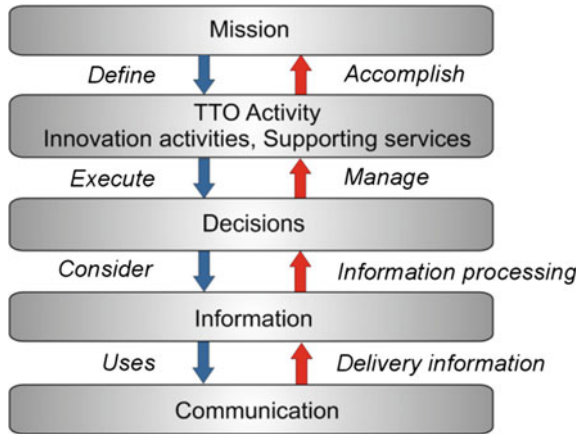 Mission
Define
Accomplish
TTO Activity
Innovation activities, Supporting services
Execute
Manage
Decisions
Consider
Information processing
Information
Uses
Delivery information
Communication